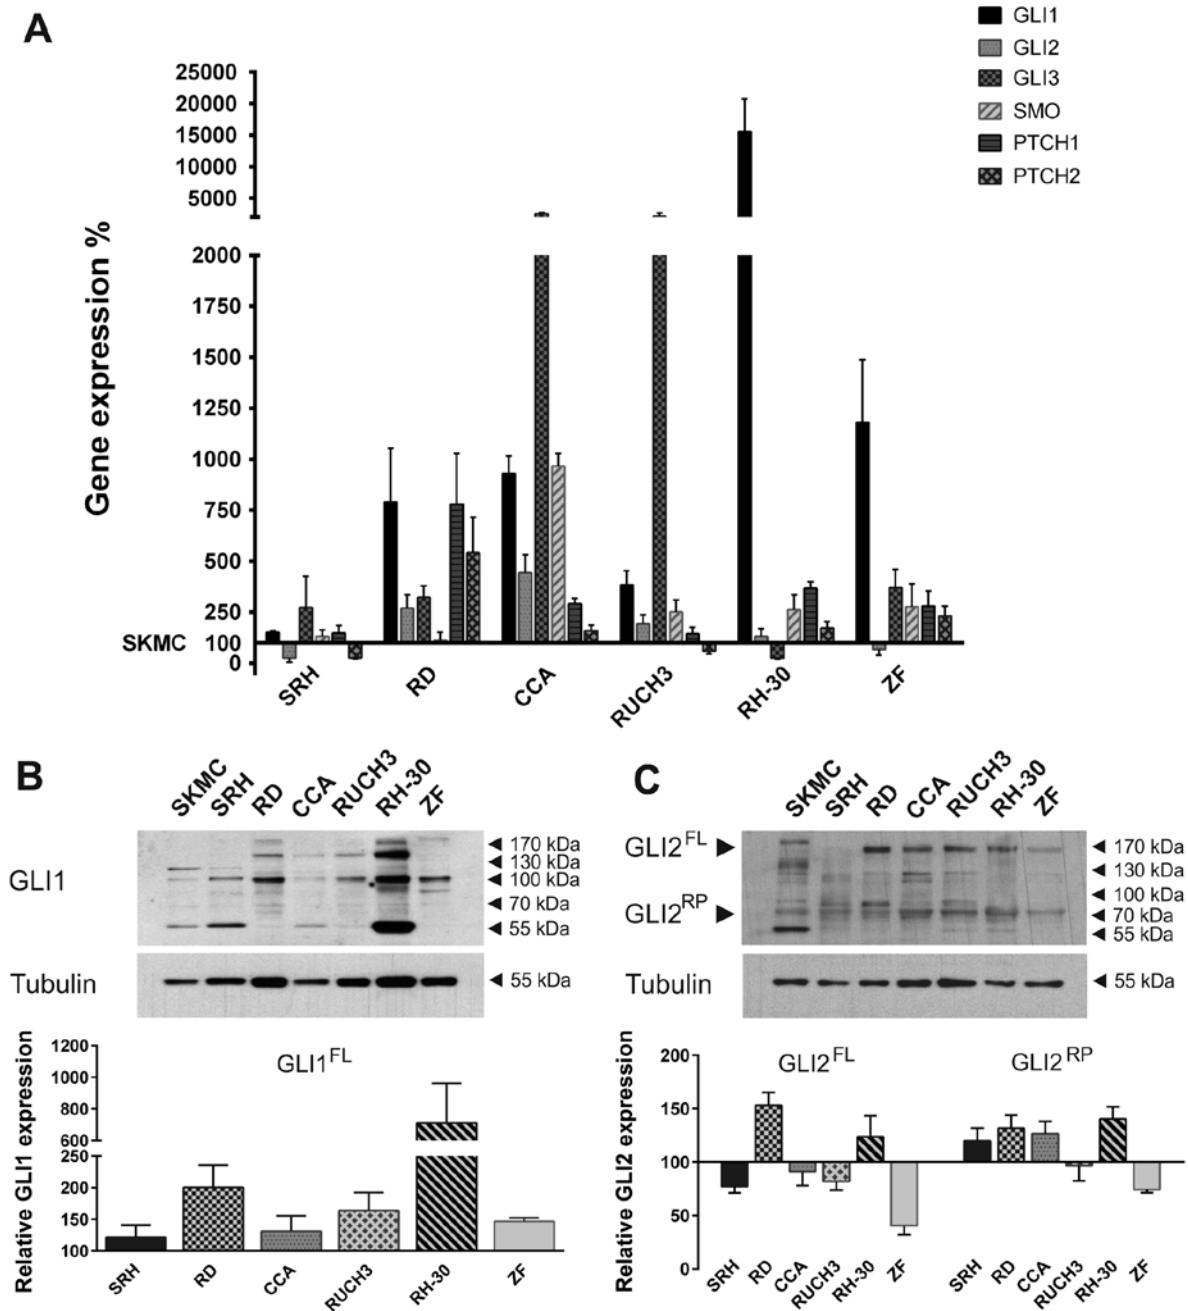 A
GLI1
GLI2
GLI3
SMO
PTCH1
PTCH2
Gene expression %
25000
20000
15000
10000
5000
2000
1750
1500
1250
1000
750
500
250
100
0
SKMC
SRH
RD
CCA
RUCH3
RH-30
ZF
B
SKMC
SRH
RD
CCA
RUCH3
RH-30
ZF
GLI1
170 kDa
130 kDa
100 kDa
70 kDa
55 kDa
Tubulin
55 kDa
Relative GLI1 expression
GLI1FL
1200
1000
800
600
250
200
150
100
SRH
RD
CCA
RUCH3
RH-30
ZF
C
SKMC
SRH
RD
CCA
RUCH3
RH-30
ZF
GLI2FL
GLI2RP
170 kDa
130 kDa
100 kDa
70 kDa
55 kDa
Tubulin
55 kDa
Relative GLI2 expression
GLI2FL
GLI2RP
200
150
100
50
0
SRH
RD
CCA
RUCH3
RH-30
ZF
SRH
RD
CCA
RUCH3
RH-30
ZF